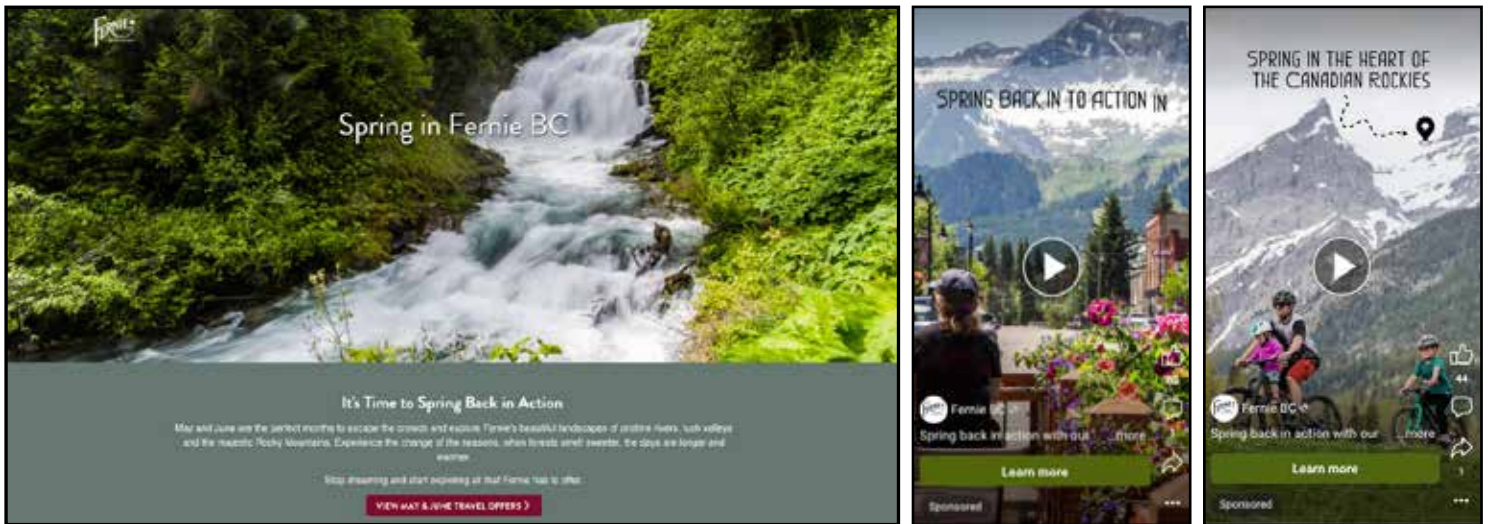 FERNIE
Spring in Fernie BC
It's Time to Spring Back in Action
May and June are the perfect months to escape the crowds and explore Fernie's beautiful landscapes of pristine rivers, lush valleys
and the majestic Rocky Mountains. Experience the change of the seasons, when forests smell sweeter, the days are longer and
warmer.
Stop dreaming and start exploring all that Fernie has to offer.
VIEW MAY & JUNE TRAVEL OFFERS >
SPRING BACK IN TO ACTION IN
Fernie BC
Spring back in action with our ...more
Learn more
Sponsored
SPRING IN THE HEART OF
THE CANADIAN ROCKIES
44
Fernie BC
Spring back in action with our ...more
1
Learn more
Sponsored